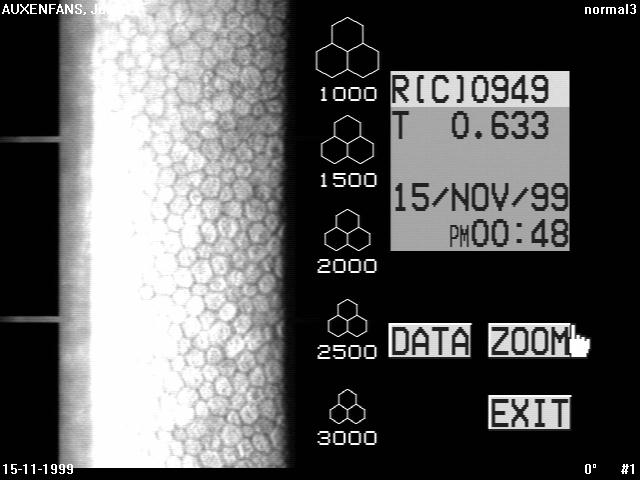 AUXENFANS,
normal3
1000
1500
2000
2500
3000
R[C]0949
T 0.633
15/NOV/99
PM00:48
DATA ZOOM
EXIT
15-11-1999
0° #1